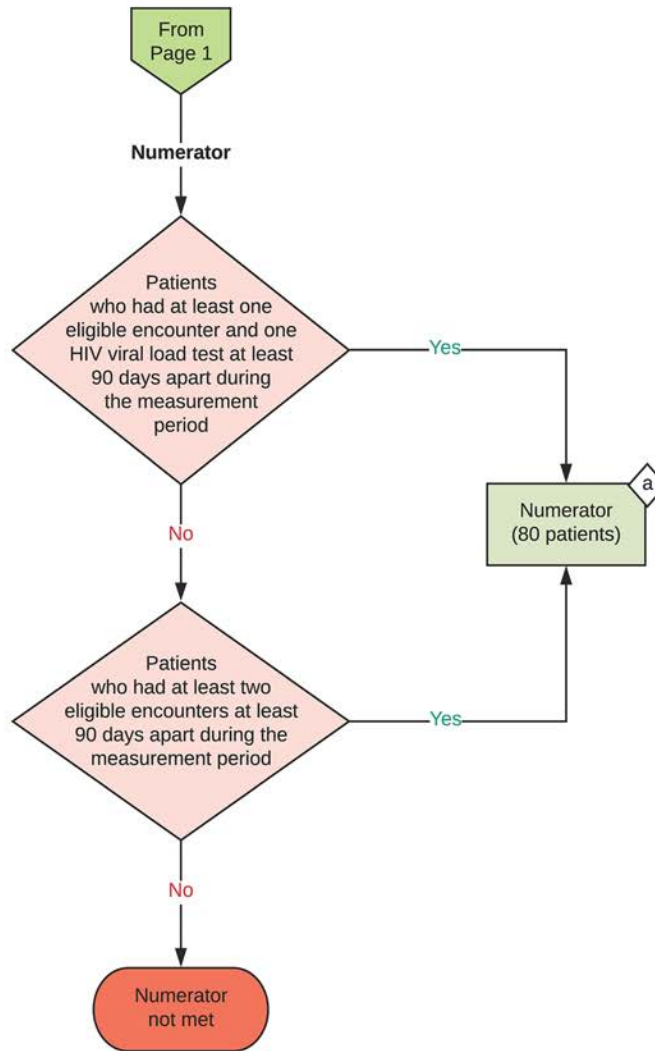 From
Page 1
Numerator
Patients
who had at least one
eligible encounter and one
HIV viral load test at least
90 days apart during
the measurement
period
Yes
a
Numerator
(80 patients)
No
Patients
who had at least two
eligible encounters at least
90 days apart during the
measurement period
Yes
No
Numerator
not met